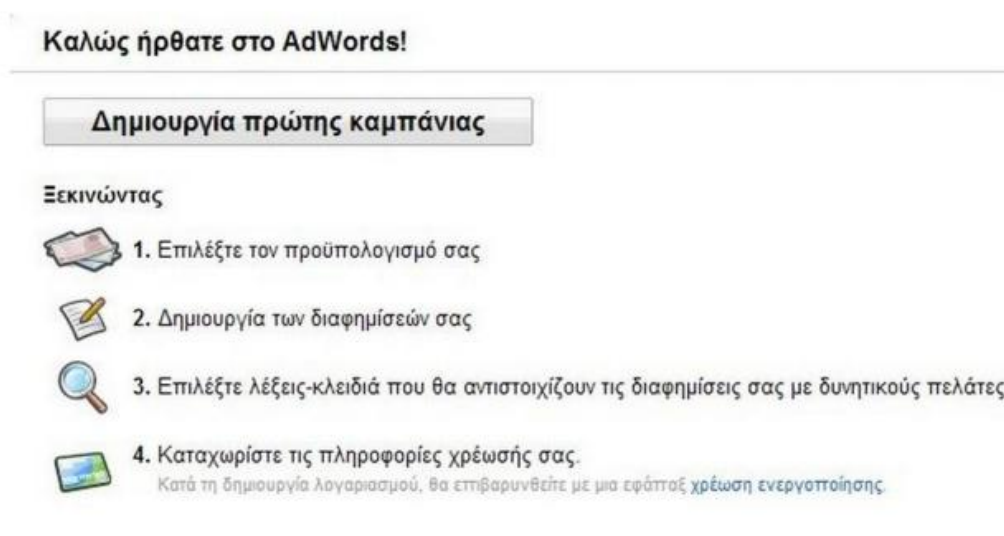 Καλώς ήρθατε στο AdWords!
Δημιουργία πρώτης καμπάνιας
Ξεκινώντας
1. Επιλέξτε τον προϋπολογισμό σας
2. Δημιουργία των διαφημίσεών σας
3. Επιλέξτε λέξεις-κλειδιά που θα αντιστοιχίζουν τις διαφημίσεις σας με δυνητικούς πελάτες
4. Καταχωρίστε τις πληροφορίες χρέωσής σας.
Κατά τη δημιουργία λογαριασμού, θα επιβαρυνθείτε με μια εφάπαξ χρέωση ενεργοποίησης.